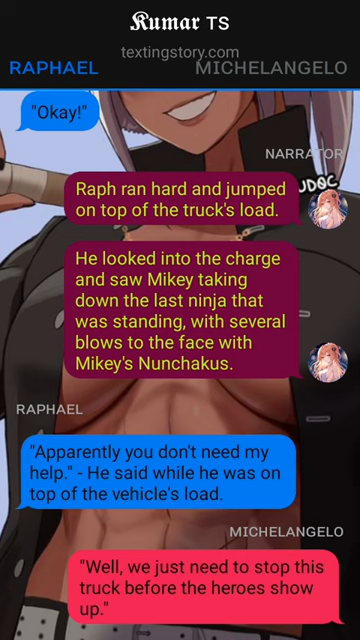 Kumar TS
textingstory.com
RAPHAEL
MICHELANGELO
"Okay!"
NARRATOR
Raph ran hard and jumped
on top of the truck's load.
He looked into the charge
and saw Mikey taking
down the last ninja that
was standing, with several
blows to the face with
Mikey's Nunchakus.
RAPHAEL
"Apparently you don't need my
help." - He said while he was on
top of the vehicle's load.
MICHELANGELO
"Well, we just need to stop this
truck before the heroes show
up."